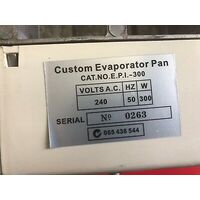 Custom Evaporator Pan
CAT.NO.E.P.I.-300
VOLTS A.C. HZ W
240 50 300
SERIAL Nº 0263
069 438 544